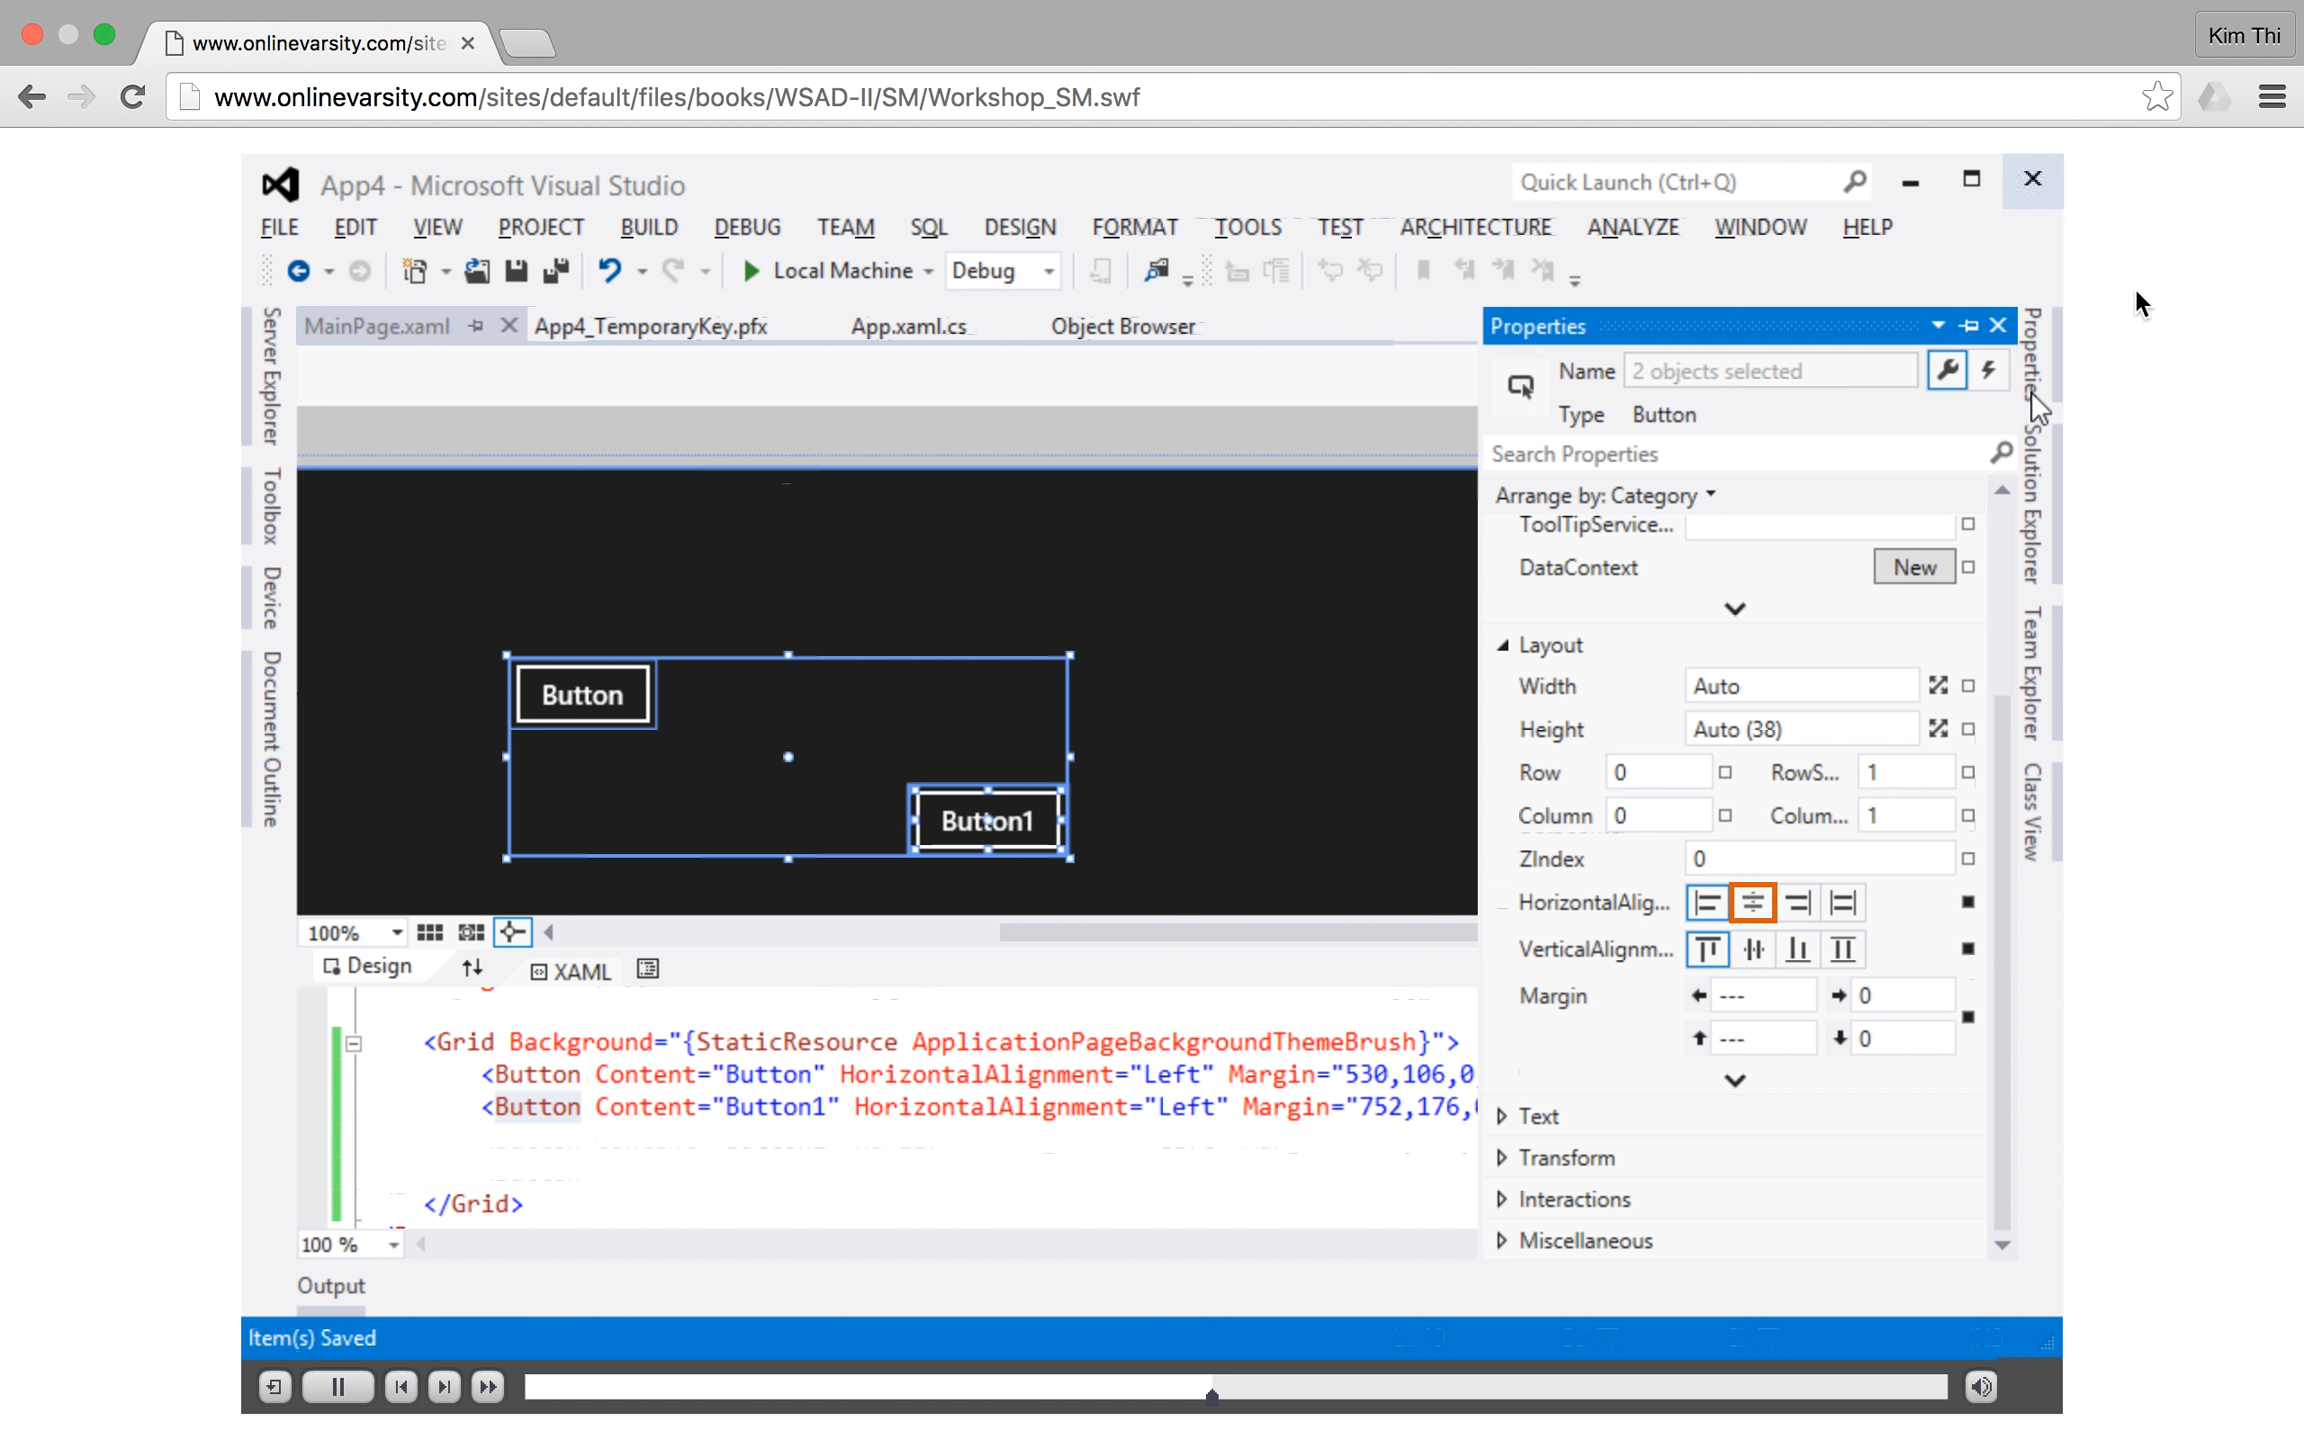 www.onlinevarsity.com/site
Kim Thi
www.onlinevarsity.com/sites/default/files/books/WSAD-II/SM/Workshop_SM.swf
App4 - Microsoft Visual Studio
Quick Launch (Ctrl+Q)
FILE EDIT VIEW PROJECT BUILD DEBUG TEAM SQL DESIGN FORMAT TOOLS TEST ARCHITECTURE ANALYZE WINDOW HELP
Local Machine Debug
MainPage.xaml App4_TemporaryKey.pfx App.xaml.cs Object Browser
Server Explorer
Toolbox
Device
Document Outline
Button
Button1
100%
Design XAML
<Grid Background="{StaticResource ApplicationPageBackgroundThemeBrush}">
<Button Content="Button" HorizontalAlignment="Left" Margin="530,106,0
<Button Content="Button1" HorizontalAlignment="Left" Margin="752,176,
</Grid>
100 %
Output
Properties
Name 2 objects selected
Type Button
Search Properties
Arrange by: Category
ToolTipService...
DataContext New
Layout
Width Auto
Height Auto (38)
Row 0 RowS... 1
Column 0 Colum... 1
ZIndex 0
HorizontalAlig...
VerticalAlignm...
Margin --- 0
--- 0
Text
Transform
Interactions
Miscellaneous
Properties
Solution Explorer
Team Explorer
Class View
Item(s) Saved